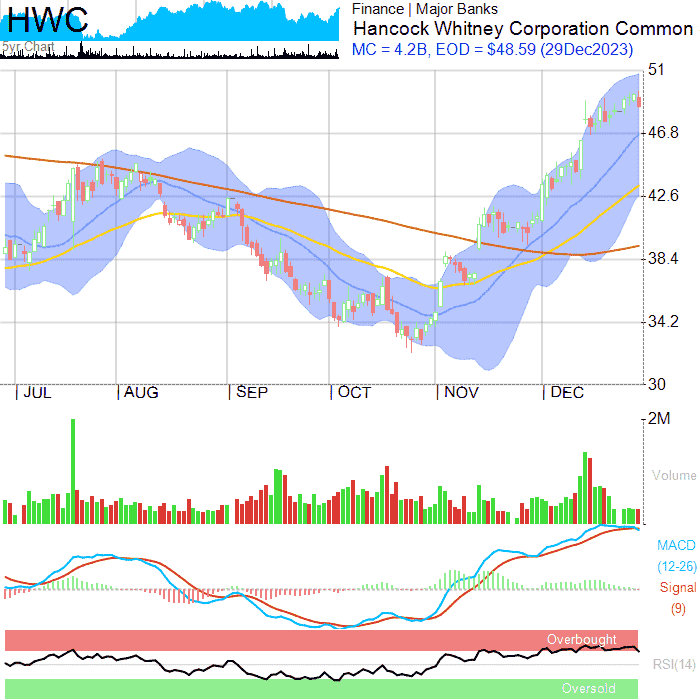 HWC
5yr Chart
Finance | Major Banks
Hancock Whitney Corporation Common
MC = 4.2B, EOD = $48.59 (29Dec2023)
51
46.8
42.6
38.4
34.2
30
JUL AUG SEP OCT NOV DEC
2M
Volume
MACD
(12-26)
Signal
(9)
Overbought
RSI(14)
Oversold